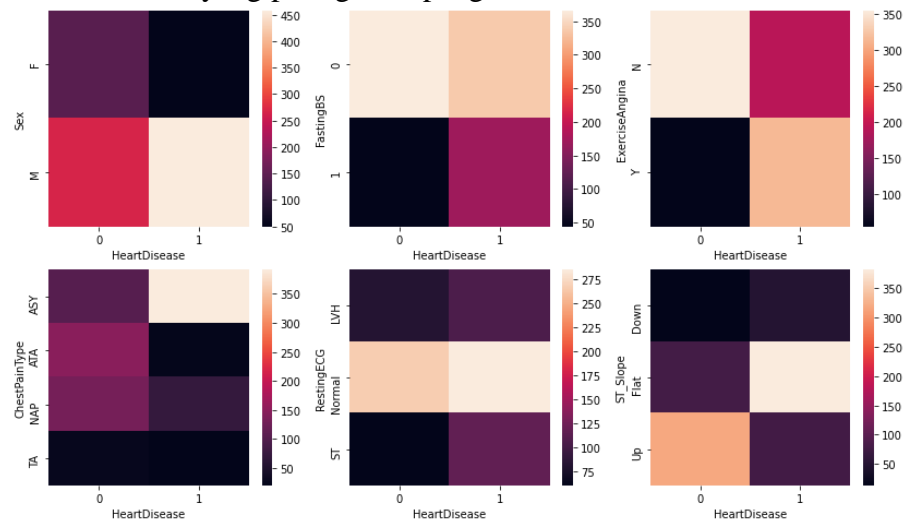 450
400
350
300
250
200
150
100
50
F
M
Sex
0
1
HeartDisease
350
300
250
200
150
100
50
0
1
FastingBS
0
1
HeartDisease
350
300
250
200
150
100
N
Y
ExerciseAngina
0
1
HeartDisease
350
300
250
200
150
100
50
ASY
ATA
NAP
TA
ChestPainType
0
1
HeartDisease
275
250
225
200
175
150
125
100
75
LVH
Normal
ST
RestingECG
0
1
HeartDisease
350
300
250
200
150
100
50
Down
Flat
Up
ST_Slope
0
1
HeartDisease